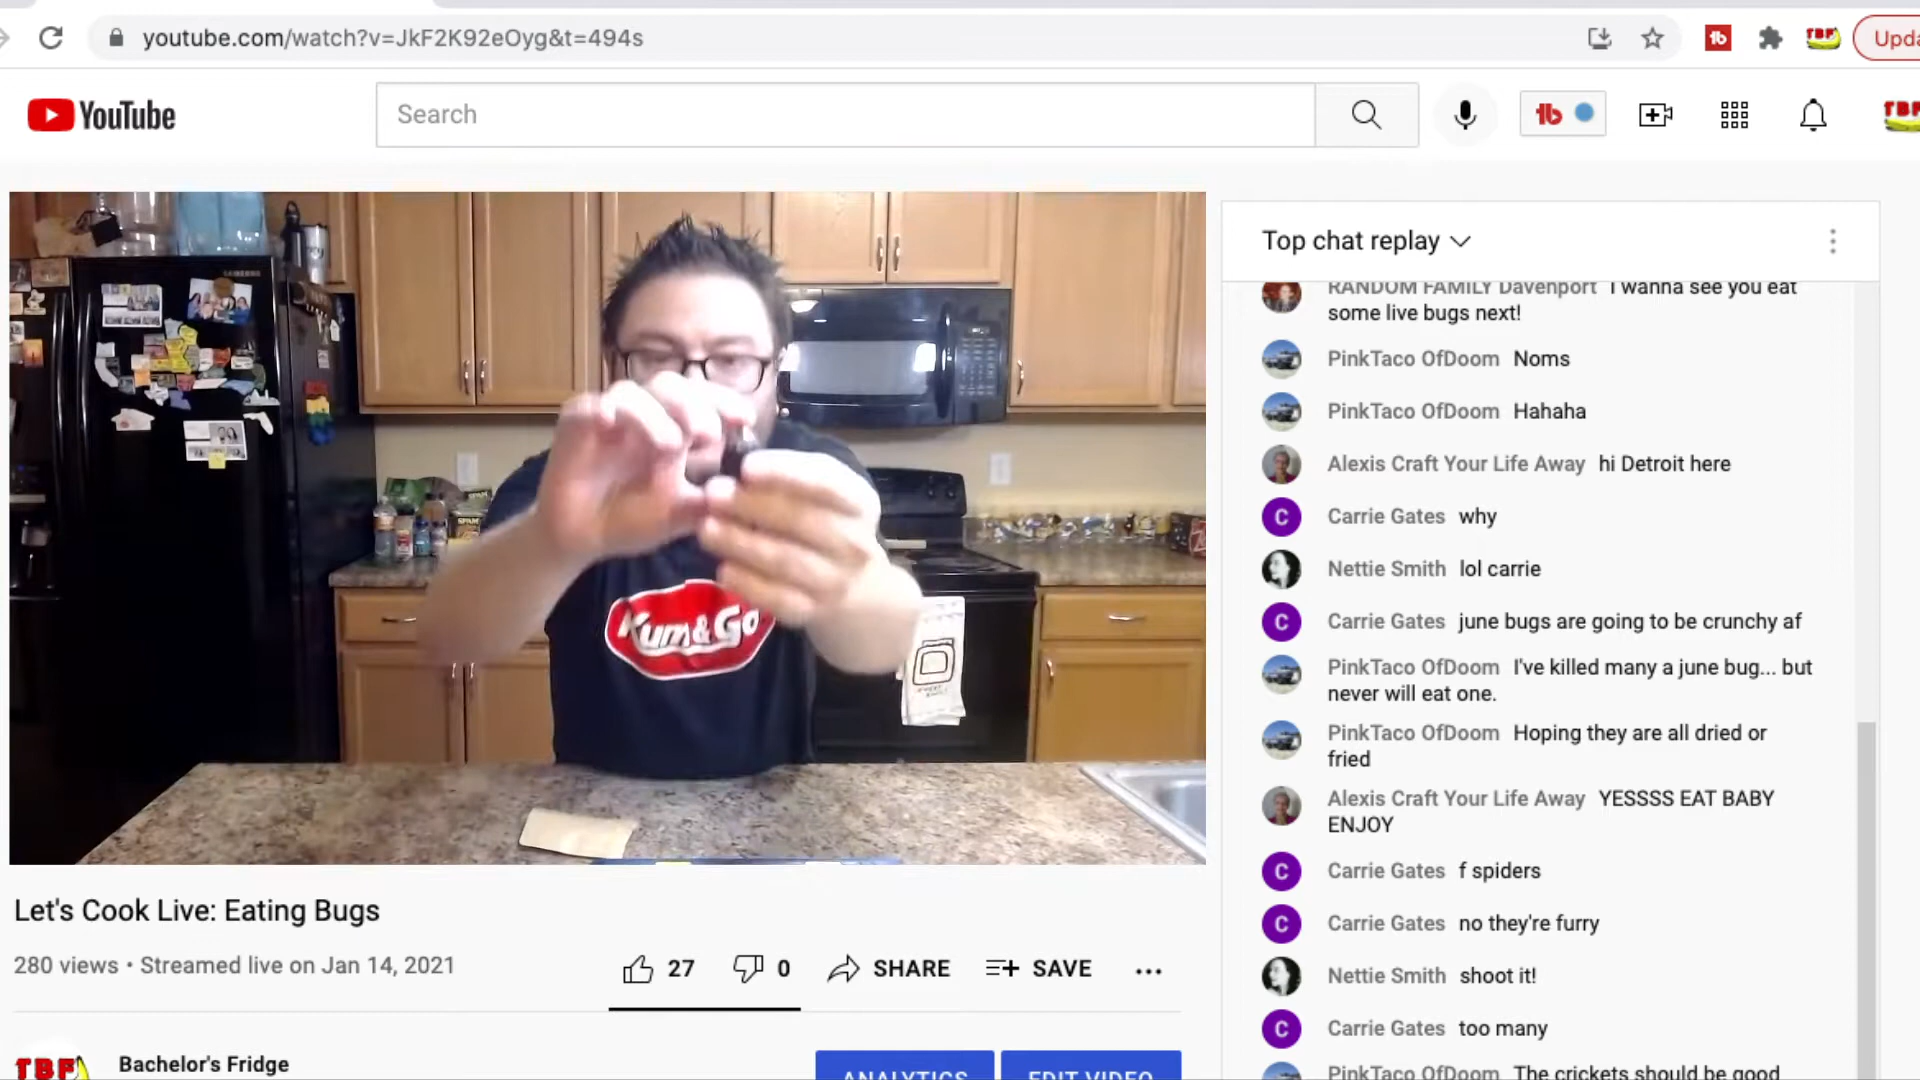 youtube.com/watch?v=JkF2K92eOyg&t=494s
YouTube
Search
SAMSUNG
SPAM
SPAM
Kum&Go
Top chat replay
RANDOM FAMILY Davenport I wanna see you eat
some live bugs next!
PinkTaco OfDoom Noms
PinkTaco OfDoom Hahaha
Alexis Craft Your Life Away hi Detroit here
Carrie Gates why
Nettie Smith lol carrie
Carrie Gates june bugs are going to be crunchy af
PinkTaco OfDoom I've killed many a june bug... but
never will eat one.
PinkTaco OfDoom Hoping they are all dried or
fried
Alexis Craft Your Life Away YESSSS EAT BABY
ENJOY
Carrie Gates f spiders
Carrie Gates no they're furry
Nettie Smith shoot it!
Carrie Gates too many
PinkTaco OfDoom The crickets should be good
Let's Cook Live: Eating Bugs
280 views • Streamed live on Jan 14, 2021
27
0
SHARE
SAVE
TBF
Bachelor's Fridge
ANALYTICS
EDIT VIDEO